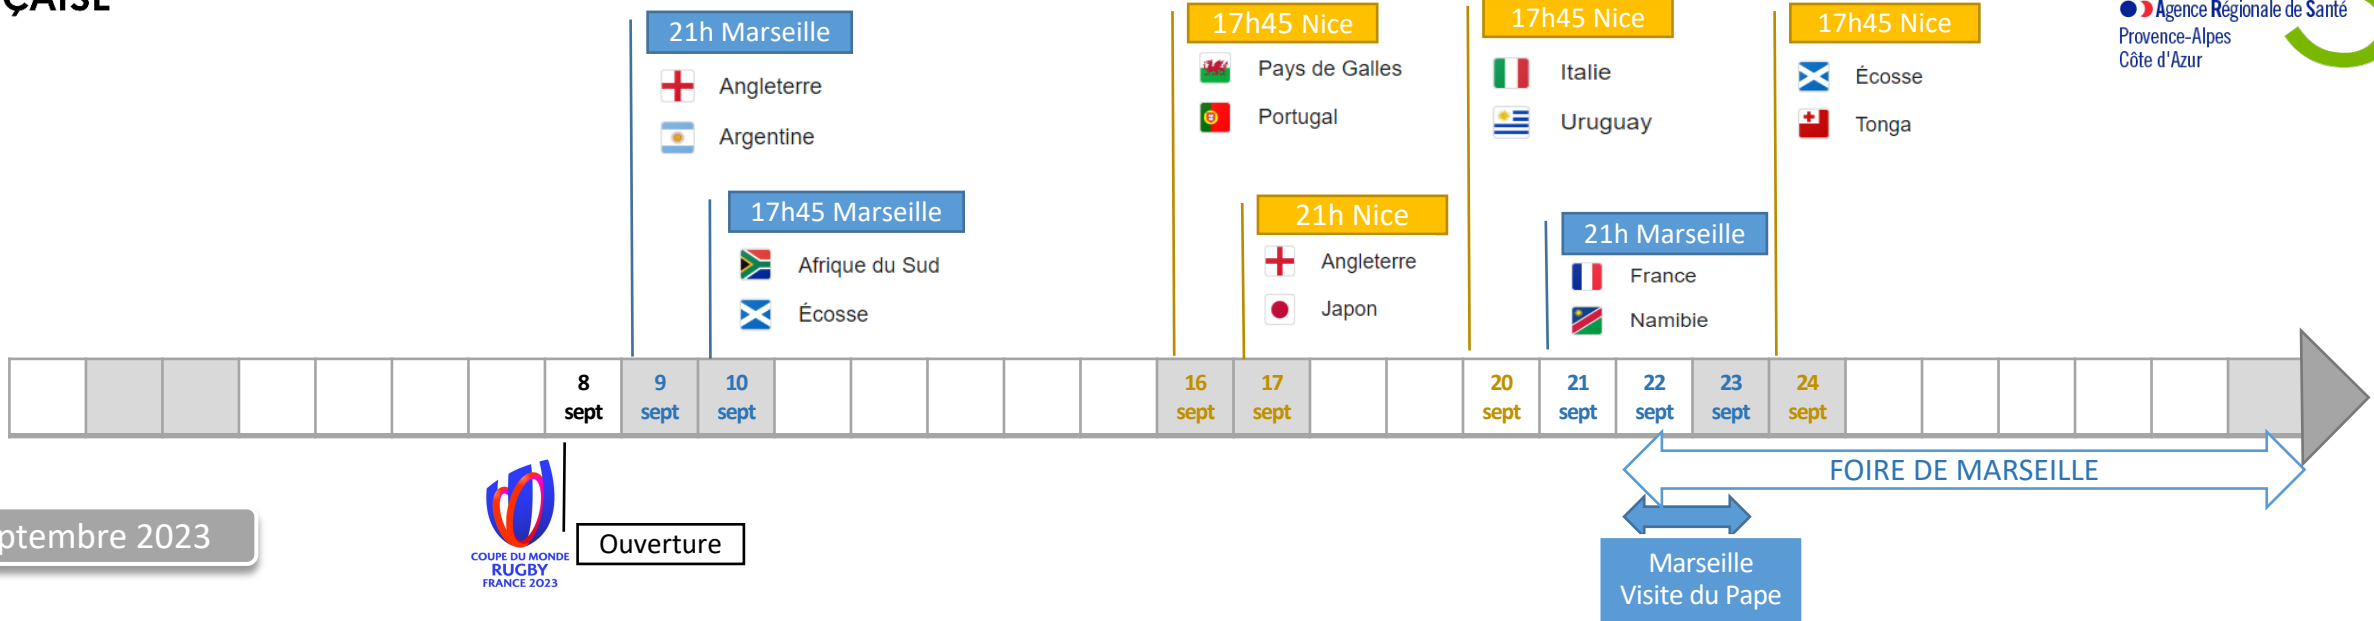 21h Marseille
Angleterre
Argentine
17h45 Marseille
Afrique du Sud
Écosse
17h45 Nice
Pays de Galles
Portugal
21h Nice
Angleterre
Japon
17h45 Nice
Italie
Uruguay
21h Marseille
France
Namibie
17h45 Nice
Écosse
Tonga
Agence Régionale de Santé
Provence-Alpes
Côte d'Azur
8
sept
9
sept
10
sept
16
sept
17
sept
20
sept
21
sept
22
sept
23
sept
24
sept
FOIRE DE MARSEILLE
COUPE DU MONDE
RUGBY
FRANCE 2023
Ouverture
ptembre 2023
Marseille
Visite du Pape